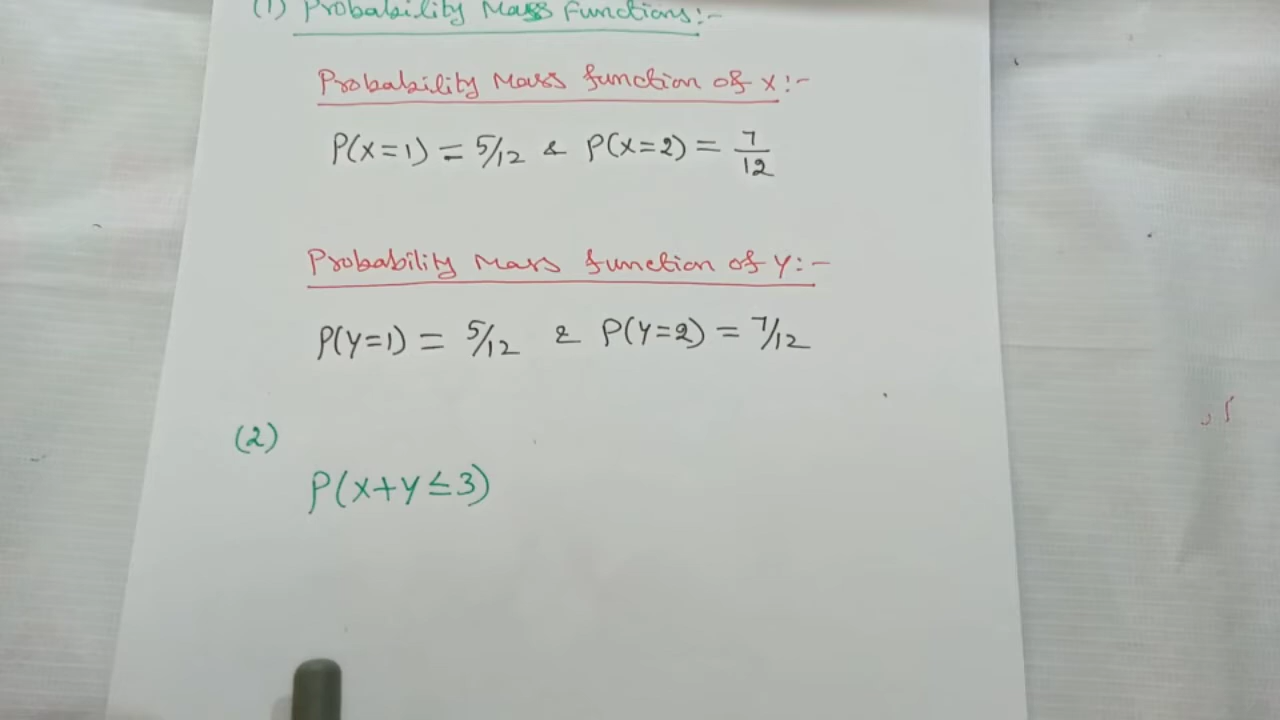 (1) Probability Mass Functions:-
Probability Mass function of X:-
P(X=1) = 5/12 & P(X=2) = 7/12
Probability Mass function of Y:-
P(Y=1) = 5/12 & P(Y=2) = 7/12
(2)
P(X+Y≤3)